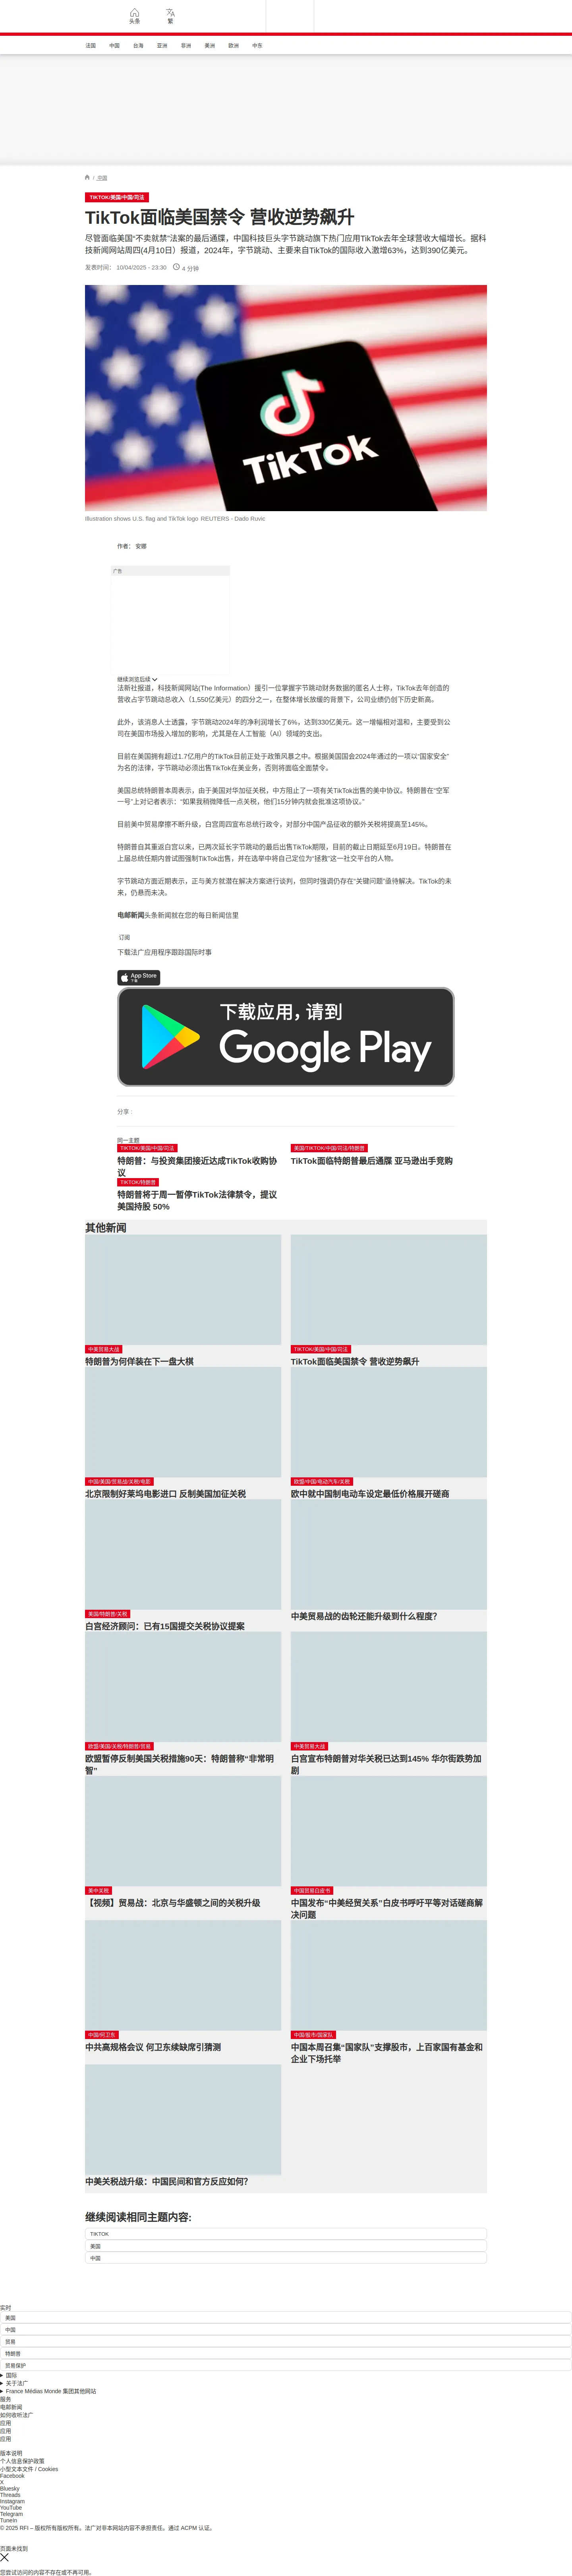 头条
繁
法国
中国
台海
亚洲
非洲
美洲
欧洲
中东
/ 中国
TIKTOK/美国/中国/司法
TikTok面临美国禁令 营收逆势飙升
尽管面临美国“不卖就禁”法案的最后通牒，中国科技巨头字节跳动旗下热门应用TikTok去年全球营收大幅增长。据科
技新闻网站周四(4月10日）报道，2024年，字节跳动、主要来自TikTok的国际收入激增63%，达到390亿美元。
发表时间： 10/04/2025 - 23:30
4 分钟
TikTok
Illustration shows U.S. flag and TikTok logo REUTERS - Dado Ruvic
作者： 安娜
广告
继续浏览后续
法新社报道，科技新闻网站(The Information）援引一位掌握字节跳动财务数据的匿名人士称，TikTok去年创造的
营收占字节跳动总收入（1,550亿美元）的四分之一，在整体增长放缓的背景下，公司业绩仍创下历史新高。
此外，该消息人士透露，字节跳动2024年的净利润增长了6%，达到330亿美元。这一增幅相对温和，主要受到公
司在美国市场投入增加的影响，尤其是在人工智能（AI）领域的支出。
目前在美国拥有超过1.7亿用户的TikTok目前正处于政策风暴之中。根据美国国会2024年通过的一项以“国家安全”
为名的法律，字节跳动必须出售TikTok在美业务，否则将面临全面禁令。
美国总统特朗普本周表示，由于美国对华加征关税，中方阻止了一项有关TikTok出售的美中协议。特朗普在“空军
一号”上对记者表示：“如果我稍微降低一点关税，他们15分钟内就会批准这项协议。”
目前美中贸易摩擦不断升级，白宫周四宣布总统行政令，对部分中国产品征收的额外关税将提高至145%。
特朗普自其重返白宫以来，已两次延长字节跳动的最后出售TikTok期限，目前的截止日期延至6月19日。特朗普在
上届总统任期内曾试图强制TikTok出售，并在选举中将自己定位为“拯救”这一社交平台的人物。
字节跳动方面近期表示，正与美方就潜在解决方案进行谈判，但同时强调仍存在“关键问题”亟待解决。TikTok的未
来，仍悬而未决。
电邮新闻头条新闻就在您的每日新闻信里
订阅
下载法广应用程序跟踪国际时事
App Store
下载
下载应用，请到
Google Play
分享 :
同一主题
TIKTOK/美国/中国/司法
特朗普：与投资集团接近达成TikTok收购协
议
美国/TIKTOK/中国/司法/特朗普
TikTok面临特朗普最后通牒 亚马逊出手竞购
TIKTOK/特朗普
特朗普将于周一暂停TikTok法律禁令，提议
美国持股 50%
其他新闻
中美贸易大战
特朗普为何佯装在下一盘大棋
TIKTOK/美国/中国/司法
TikTok面临美国禁令 营收逆势飙升
中国/美国/贸易战/关税/电影
北京限制好莱坞电影进口 反制美国加征关税
欧盟/中国/电动汽车/关税
欧中就中国制电动车设定最低价格展开磋商
美国/特朗普/关税
白宫经济顾问：已有15国提交关税协议提案
中美贸易战的齿轮还能升级到什么程度？
欧盟/美国/关税/特朗普/贸易
欧盟暂停反制美国关税措施90天：特朗普称“非常明
智”
中美贸易大战
白宫宣布特朗普对华关税已达到145% 华尔街跌势加
剧
美中关税
【视频】贸易战：北京与华盛顿之间的关税升级
中国贸易白皮书
中国发布“中美经贸关系”白皮书呼吁平等对话磋商解
决问题
中国/何卫东
中共高规格会议 何卫东续缺席引猜测
中国/股市/国家队
中国本周召集“国家队”支撑股市，上百家国有基金和
企业下场托举
中美关税战升级：中国民间和官方反应如何？
继续阅读相同主题内容:
TIKTOK
美国
中国
实时
美国
中国
贸易
特朗普
贸易保护
国际
关于法广
France Médias Monde 集团其他网站
服务
电邮新闻
如何收听法广
应用
应用
应用
版本说明
个人信息保护政策
小型文本文件 / Cookies
Facebook
X
Bluesky
Threads
Instagram
YouTube
Telegram
TuneIn
© 2025 RFI – 版权所有版权所有。法广对非本网站内容不承担责任。通过 ACPM 认证。
页面未找到
您尝试访问的内容不存在或不再可用。